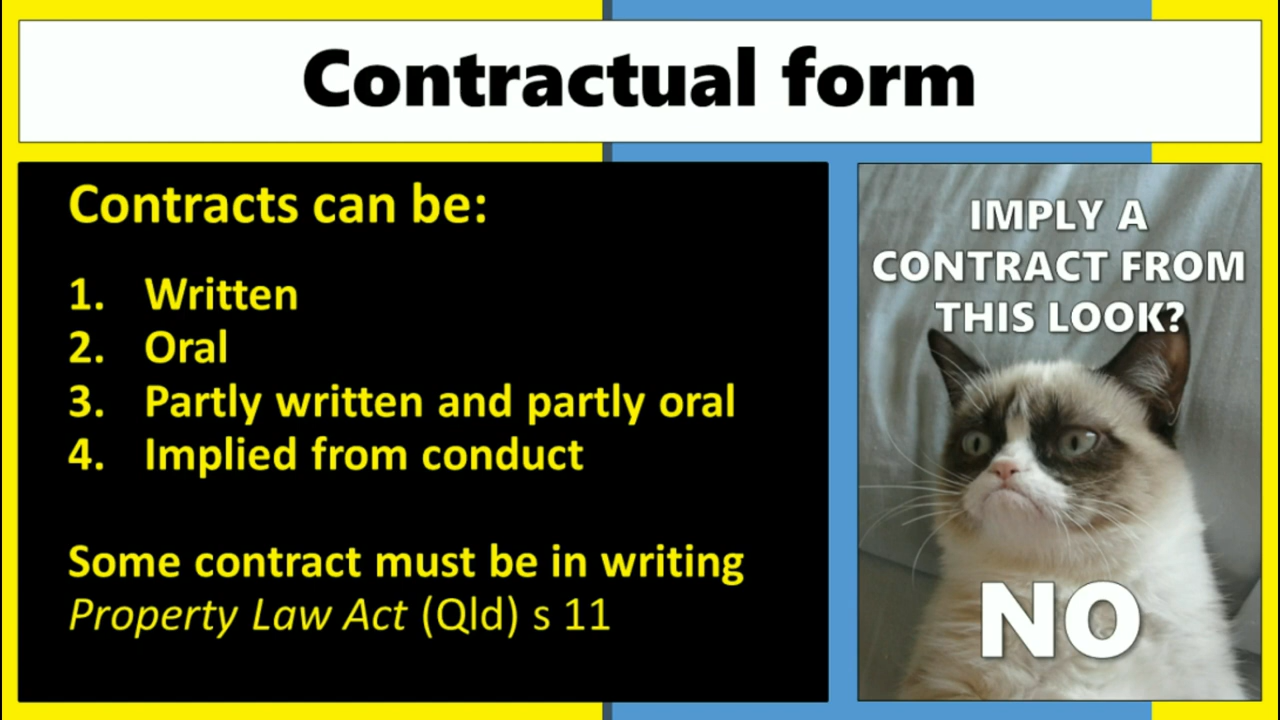 Contractual form
Contracts can be:
1. Written
2. Oral
3. Partly written and partly oral
4. Implied from conduct
Some contract must be in writing
Property Law Act (Qld) s 11
IMPLY A
CONTRACT FROM
THIS LOOK?
NO